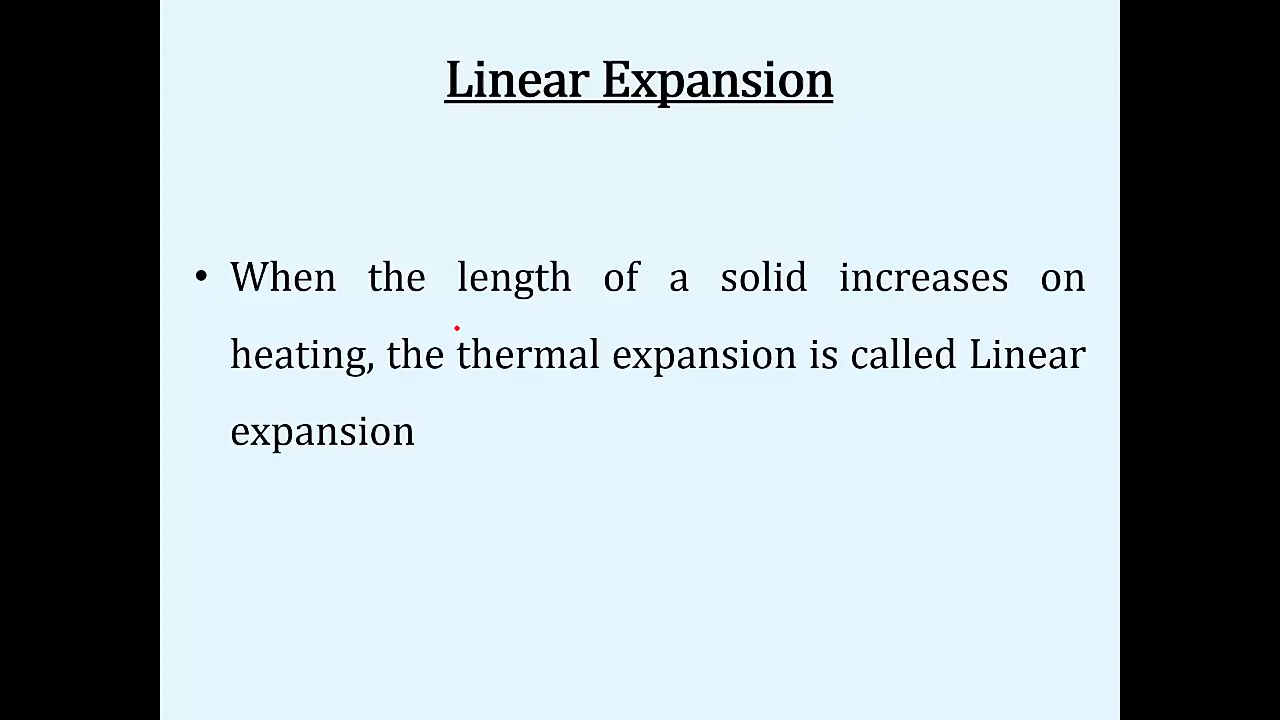 Linear Expansion
• When the length of a solid increases on
heating, the thermal expansion is called Linear
expansion